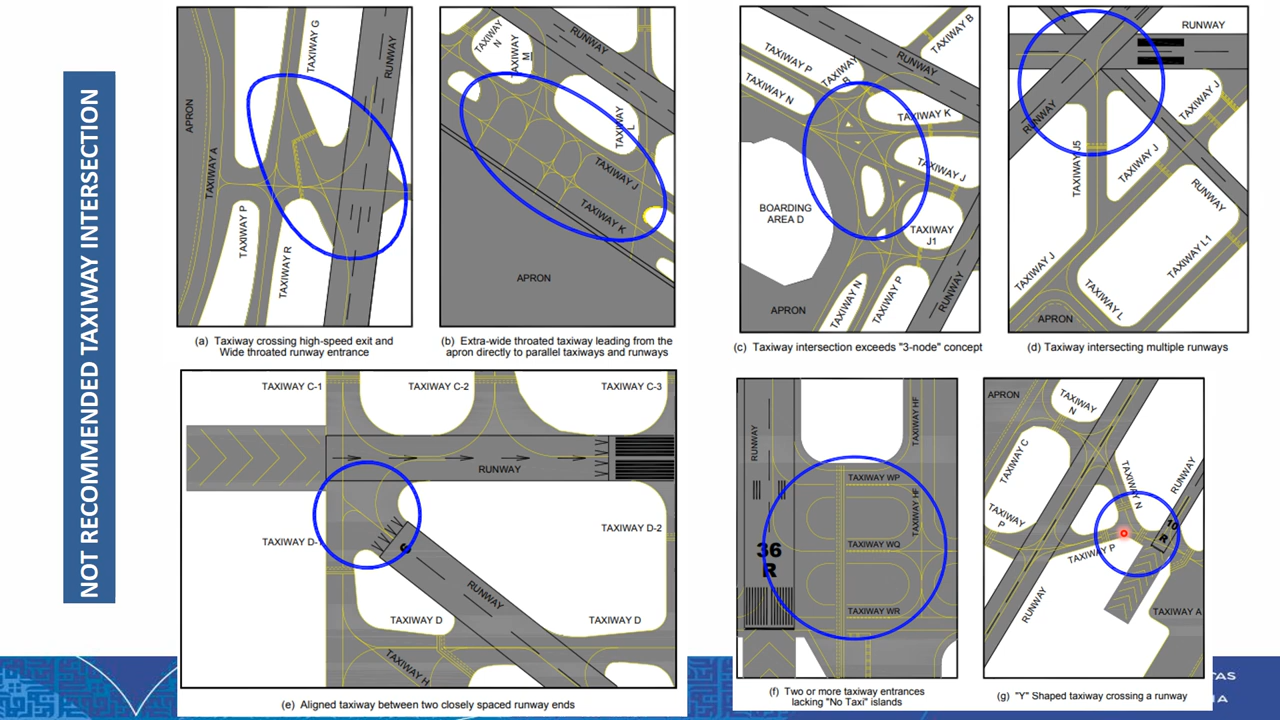 NOT RECOMMENDED TAXIWAY INTERSECTION
APRON
TAXIWAY A
TAXIWAY G
RUNWAY
TAXIWAY P
TAXIWAY R
(a) Taxiway crossing high-speed exit and
Wide throated runway entrance
TAXIWAY
N
TAXIWAY
M
RUNWAY
TAXIWAY
L
TAXIWAY J
TAXIWAY K
APRON
(b) Extra-wide throated taxiway leading from the
apron directly to parallel taxiways and runways
TAXIWAY B
RUNWAY
TAXIWAY P
TAXIWAY
TAXIWAY N
TAXIWAY K
TAXIWAY J
BOARDING
AREA D
TAXIWAY
J1
TAXIWAY N
TAXIWAY P
RUNWAY
APRON
(c) Taxiway intersection exceeds "3-node" concept
RUNWAY
RUNWAY
TAXIWAY J
TAXIWAY J5
TAXIWAY J
RUNWAY
TAXIWAY L1
TAXIWAY J
TAXIWAY L
APRON
(d) Taxiway intersecting multiple runways
TAXIWAY C-1
TAXIWAY C-2
TAXIWAY C-3
RUNWAY
TAXIWAY D-2
TAXIWAY D-
RUNWAY
TAXIWAY D
TAXIWAY D
TAXIWAY H
(e) Aligned taxiway between two closely spaced runway ends
RUNWAY
TAXIWAY HF
TAXIWAY WP
TAXIWAY HF
TAXIWAY WQ
36
R
TAXIWAY WR
(f) Two or more taxiway entrances
lacking "No Taxi" islands
APRON
TAXIWAY
N
TAXIWAY C
TAXIWAY N
RUNWAY
TAXIWAY
P
10
R
TAXIWAY P
RUNWAY
TAXIWAY A
(g) "Y" Shaped taxiway crossing a runway
TAS
IA